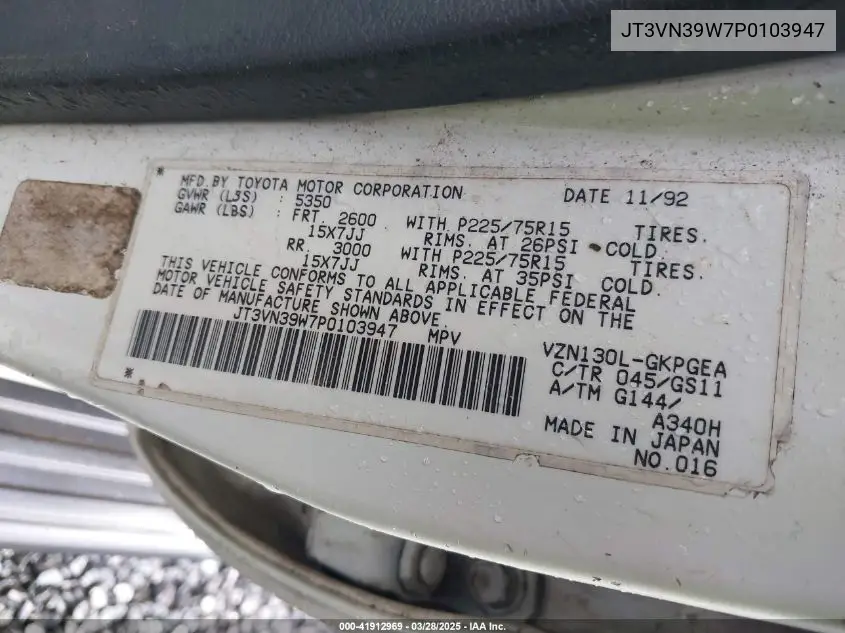 JT3VN39W7P0103947
* MFD.BY TOYOTA MOTOR CORPORATION DATE 11/92
GVWR (LBS) : 5350
GAWR (LBS) : FRT. 2600 WITH P225/75R15 TIRES.
15X7JJ RIMS. AT 26PSI COLD.
RR. 3000 WITH P225/75R15 TIRES.
15X7JJ RIMS. AT 35PSI COLD.
THIS VEHICLE CONFORMS TO ALL APPLICABLE FEDERAL
MOTOR VEHICLE SAFETY STANDARDS IN EFFECT ON THE
DATE OF MANUFACTURE SHOWN ABOVE.
JT3VN39W7P0103947 MPV
VZN130L-GKPGEA
C/TR 045/GS11
A/TM G144/
A340H
*
MADE IN JAPAN
NO.016
000-41912969 | 03/28/2025 - IAA Inc.